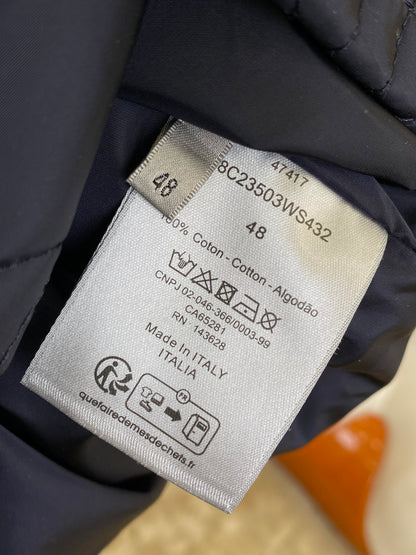 48
47417
8C23503WS432
48
100% Coton - Cotton - Algodão
CNPJ 02-046-366/0003-99
CA65281
RN 143628
Made in ITALY
ITALIA
FR
quefairedemesdechets.fr